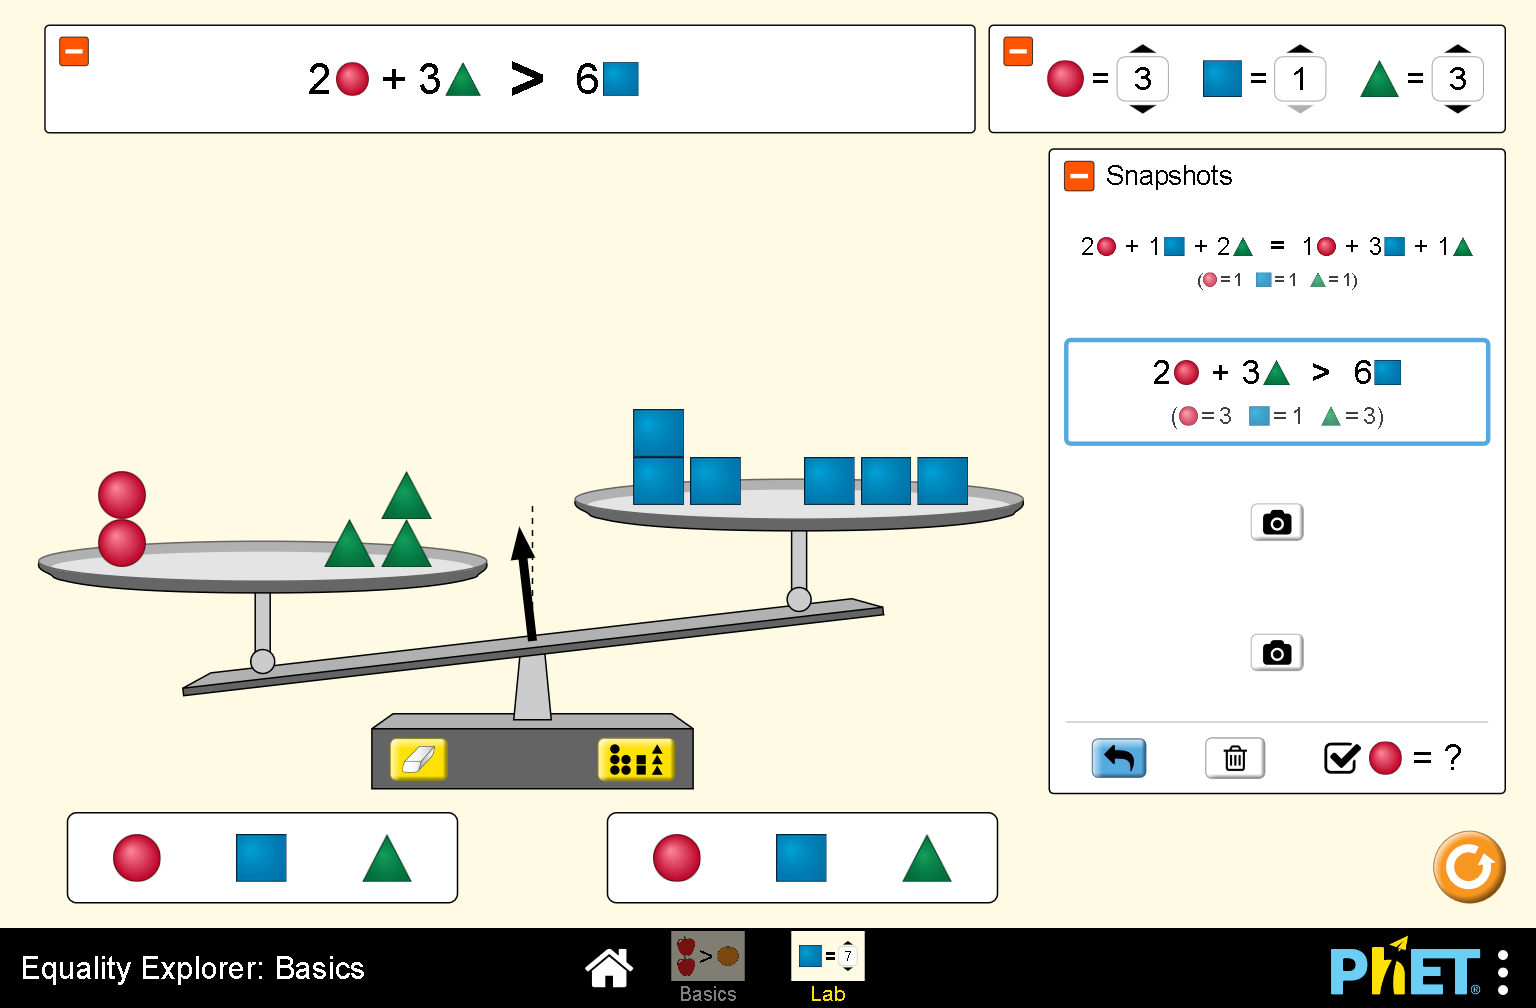 2 + 3 > 6
= 3 = 1 = 3
Snapshots
2 + 1 + 2 = 1 + 3 + 1
( = 1 = 1 = 1)
2 + 3 > 6
( = 3 = 1 = 3)
= ?
Equality Explorer: Basics
>
Basics
= 7
Lab
PhET®